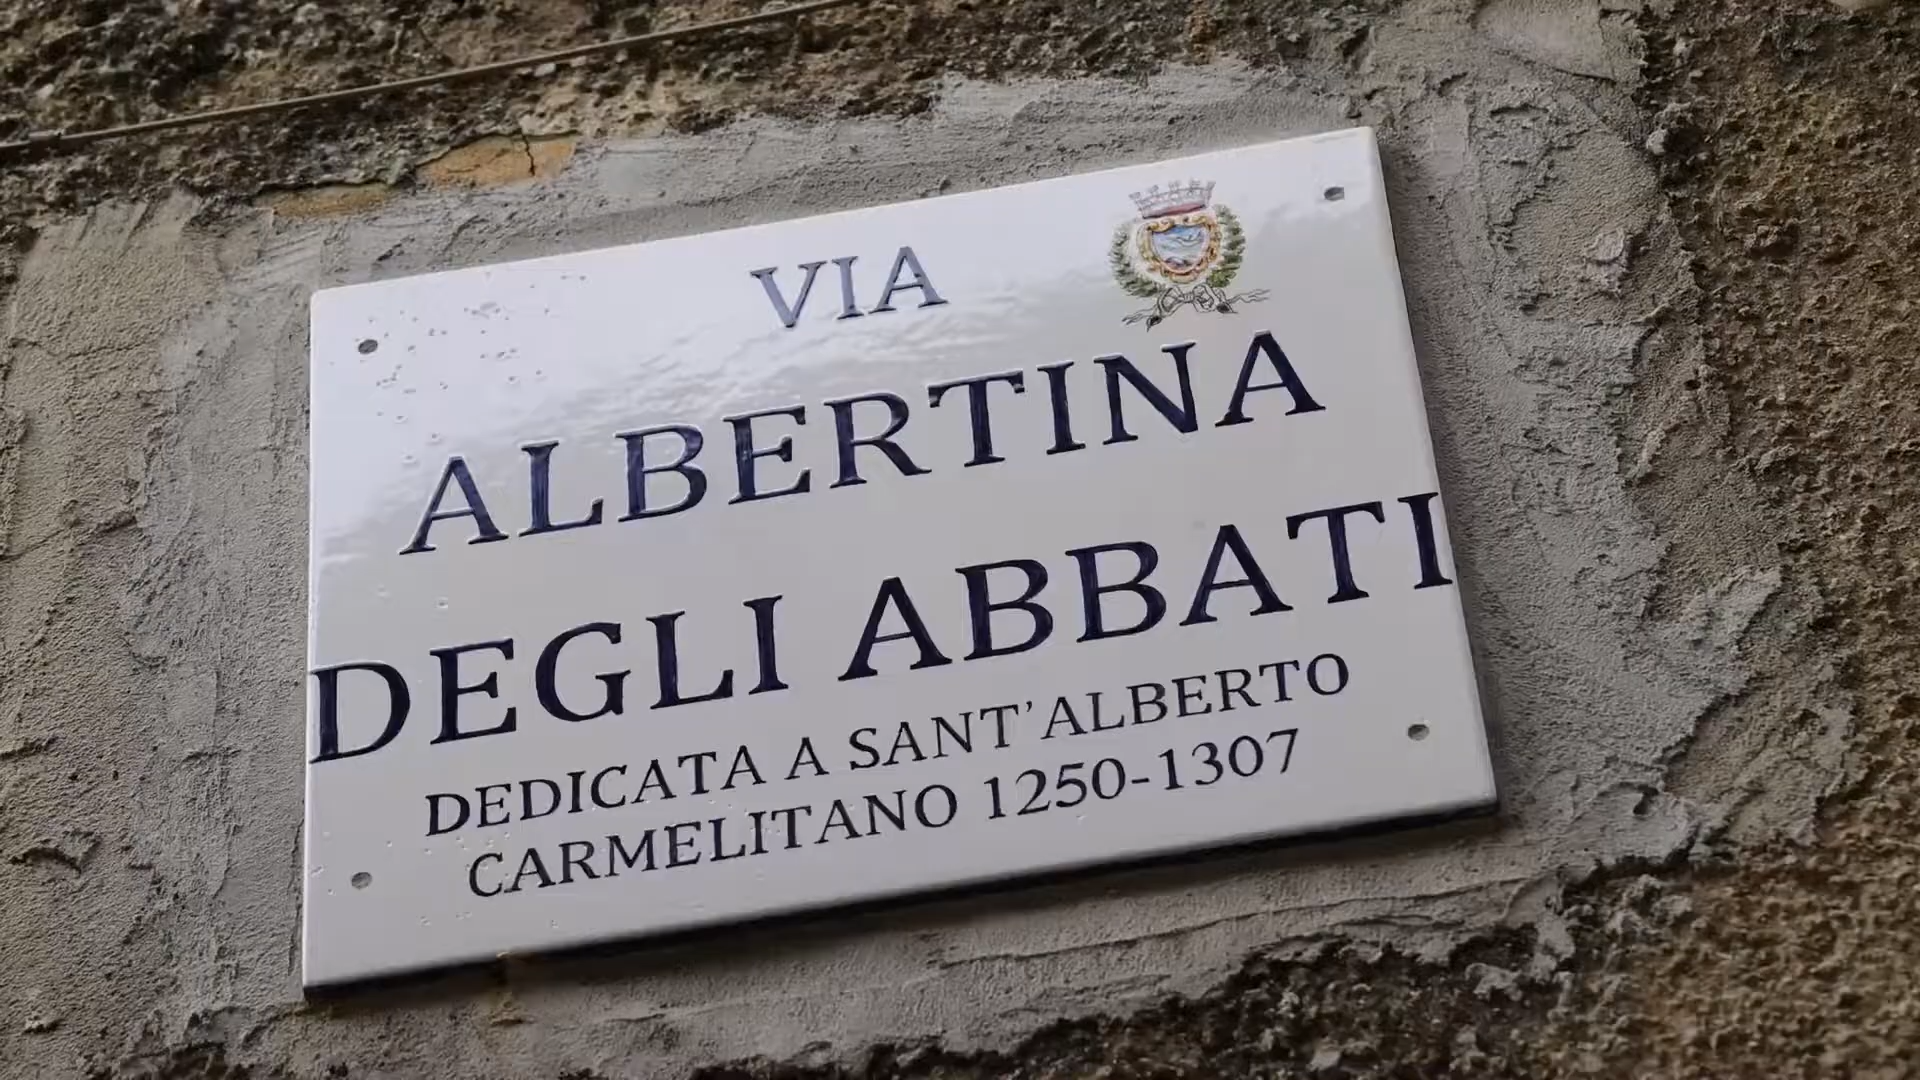 VIA
ALBERTINA
DEGLI ABBATI
DEDICATA A SANT'ALBERTO
CARMELITANO 1250-1307